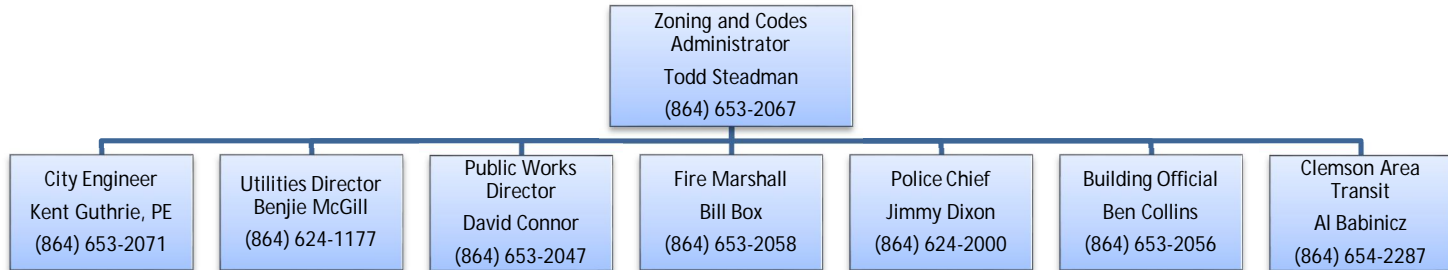 Zoning and Codes
Administrator
Todd Steadman
(864) 653-2067
City Engineer
Kent Guthrie, PE
(864) 653-2071
Utilities Director
Benjie McGill
(864) 624-1177
Public Works
Director
David Connor
(864) 653-2047
Fire Marshall
Bill Box
(864) 653-2058
Police Chief
Jimmy Dixon
(864) 624-2000
Building Official
Ben Collins
(864) 653-2056
Clemson Area
Transit
Al Babinicz
(864) 654-2287